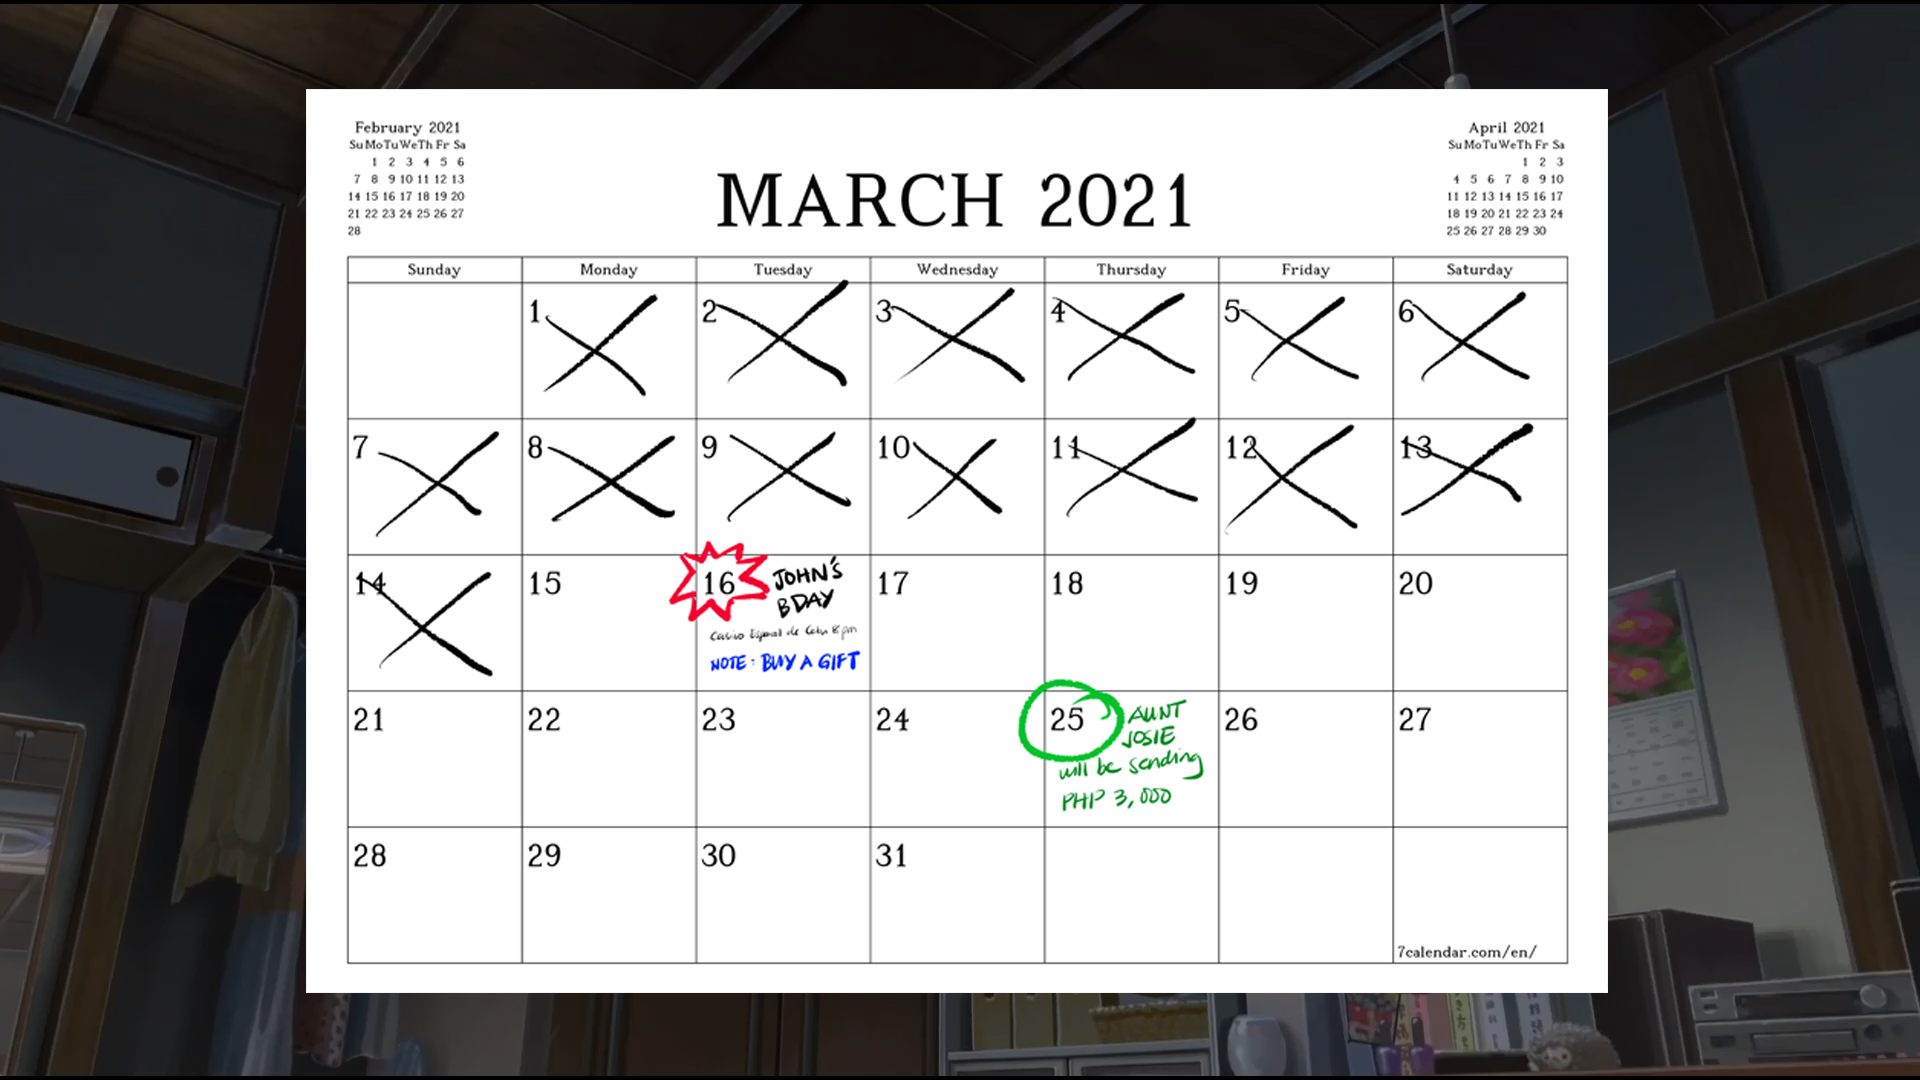 February 2021
Su Mo Tu We Th Fr Sa
1 2 3 4 5 6
7 8 9 10 11 12 13
14 15 16 17 18 19 20
21 22 23 24 25 26 27
28
April 2021
Su Mo Tu We Th Fr Sa
1 2 3
4 5 6 7 8 9 10
11 12 13 14 15 16 17
18 19 20 21 22 23 24
25 26 27 28 29 30
MARCH 2021
Sunday Monday Tuesday Wednesday Thursday Friday Saturday
1 2 3 4 5 6
7 8 9 10 11 12 13
14 15 16 17 18 19 20
JOHN'S
BDAY
de Cebu 8 pm
NOTE: BUY A GIFT
21 22 23 24 25 26 27
AUNT
JOSIE
will be sending
PHP 3,000
28 29 30 31
7calendar.com/en/